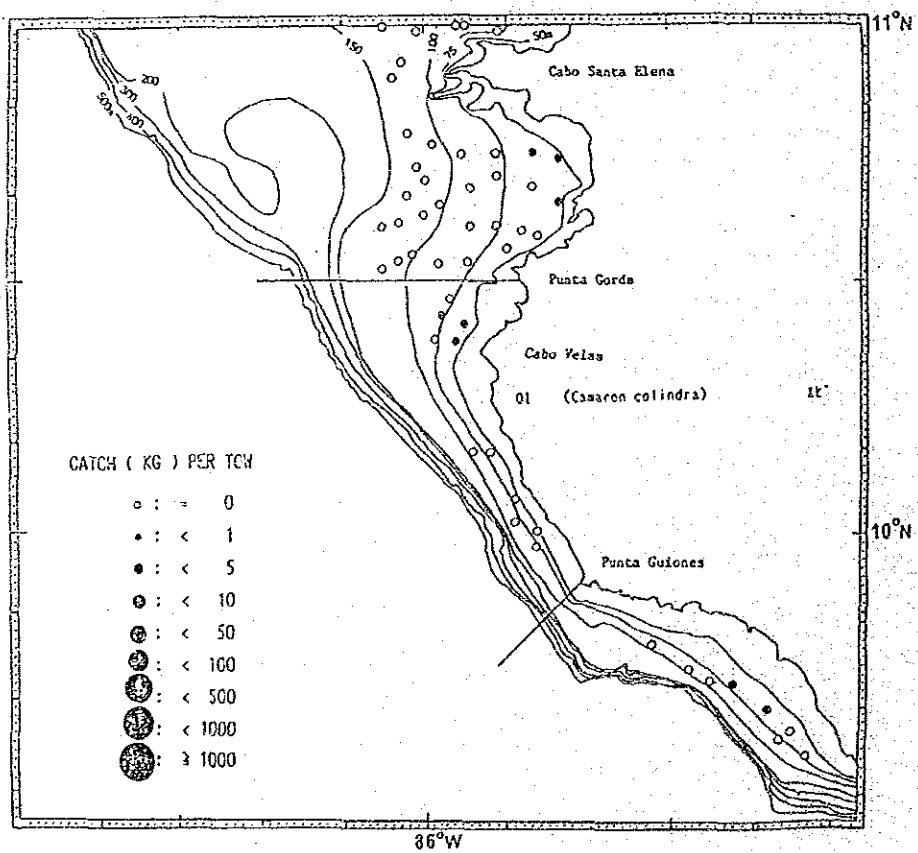 11°N
50m
150
100
75
Cabo Santa Elena
200
300
400
500m
Punta Gorda
Cabo Velas
01 (Camaron colindra)
CATCH ( KG ) PER TOW
○ : = 0
● : < 1
● : < 5
● : < 10
● : < 50
● : < 100
● : < 500
● : < 1000
● : ≥ 1000
10°N
Punta Guiones
86°W